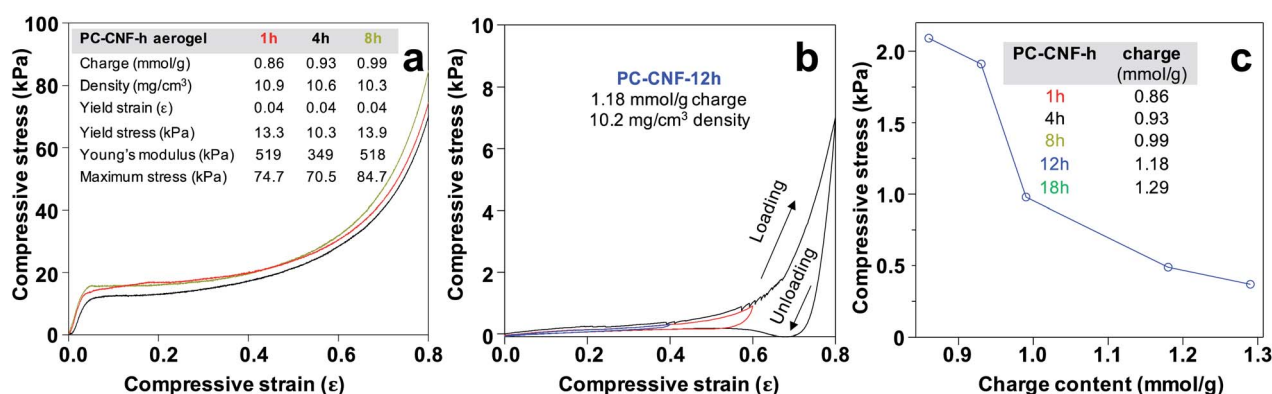 a
PC-CNF-h aerogel 1h 4h 8h
Charge (mmol/g) 0.86 0.93 0.99
Density (mg/cm³) 10.9 10.6 10.3
Yield strain (ε) 0.04 0.04 0.04
Yield stress (kPa) 13.3 10.3 13.9
Young's modulus (kPa) 519 349 518
Maximum stress (kPa) 74.7 70.5 84.7
Compressive stress (kPa)
100
80
60
40
20
0
0.0 0.2 0.4 0.6 0.8
Compressive strain (ε)
b
PC-CNF-12h
1.18 mmol/g charge
10.2 mg/cm³ density
Loading
Unloading
Compressive stress (kPa)
10
8
6
4
2
0
0.0 0.2 0.4 0.6 0.8
Compressive strain (ε)
c
PC-CNF-h charge
(mmol/g)
1h 0.86
4h 0.93
8h 0.99
12h 1.18
18h 1.29
Compressive stress (kPa)
2.0
1.5
1.0
0.5
0
0.9 1.0 1.1 1.2 1.3
Charge content (mmol/g)